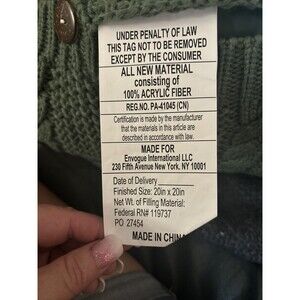 UNDER PENALTY OF LAW
THIS TAG NOT TO BE REMOVED
EXCEPT BY THE CONSUMER
ALL NEW MATERIAL
consisting of
100% ACRYLIC FIBER
REG.NO. PA-41045 (CN)
Certification is made by the manufacturer
that the materials in this article are
described in accordance with law.
MADE FOR
Envogue International LLC
230 Fifth Avenue New York. NY 10001
Date of Delivery
Finished Size: 20in x 20in
Net Wt. of Filling Material:
Federal RN# 119737
PO 27454
MADE IN CHINA